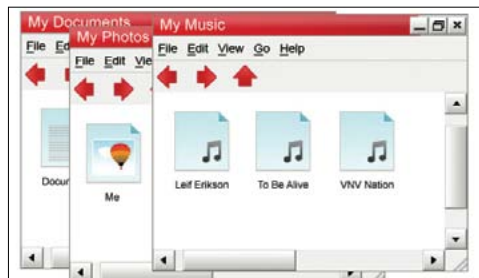 My Documents
My Photos
My Music
File
File Edit
File Edit View Go Help
Leif Erikson To Be Alive VNV Nation
Me